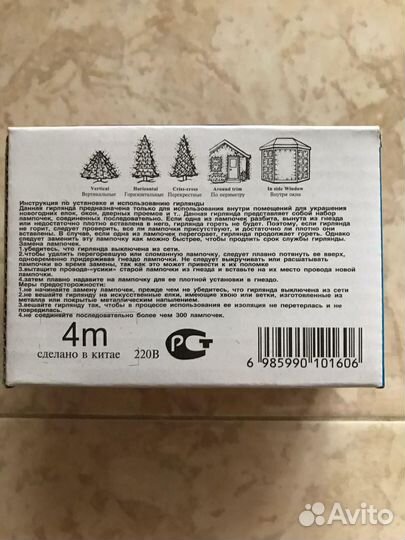 Vertical Horizontal Criss-cross Around trim In side Window
Вертикальные Горизонтальные Перекрестные По периметру Внутри окна
Инструкция по установке и использованию гирлянды
Данная гирлянда предназначена только для использования внутри помещений для украшения
новогодних елок, окон, дверных проемов и т.. Данная гирлянда представляет собой набор
лампочек, соединенных последовательно. Если одна из лампочек разбита, вынута из гнезда
или недостаточно плотно вставлена в него, гирлянда гореть не будет. Поэтому, если гирлянда
не горит, следует проверить, все ли лампочки присутствуют, и достаточно ли плотно они
вставлены. В случае, если одна из лампочек перегорает, гирлянда продолжает гореть. Однако
следует заменить эту лампочку как можно быстрее, чтобы продлить срок службы гирлянды.
Замена лампочек.
1.убедитесь, что гирлянда выключена из сети.
2.чтобы удалить перегоревшую или сломанную лампочку, следует плавно потянуть ее вверх,
одновременно придерживая гнездо лампочки. Не следует выкручивать или расшатывать
лампочки во время замены, так как это может привести к их поломке
3.вытащите проводе-«усики» старой лампочки из гнезда и вставьте на их место провода новой
лампочки.
4.затем плавно надавите на лампочку для ее плотной установки в гнездо.
Меры предосторожности:
1.не начинайте замену лампочек, прежде чем не убедитесь, что гирлянда выключена из сети
2.не вешайте гирлянду на искусственные елки, имеющие хвою или ветки, изготовленные из
металла или покрытые металлическим напылением.
3.вешайте гирлянду так, чтобы в процессе использования ее изоляция не перетерлась и не
повредилась.
4.не соединяйте последовательно более чем 300 лампочек.
4m
сделано в китае 220В
РСТ
6 985990 101606
Avito